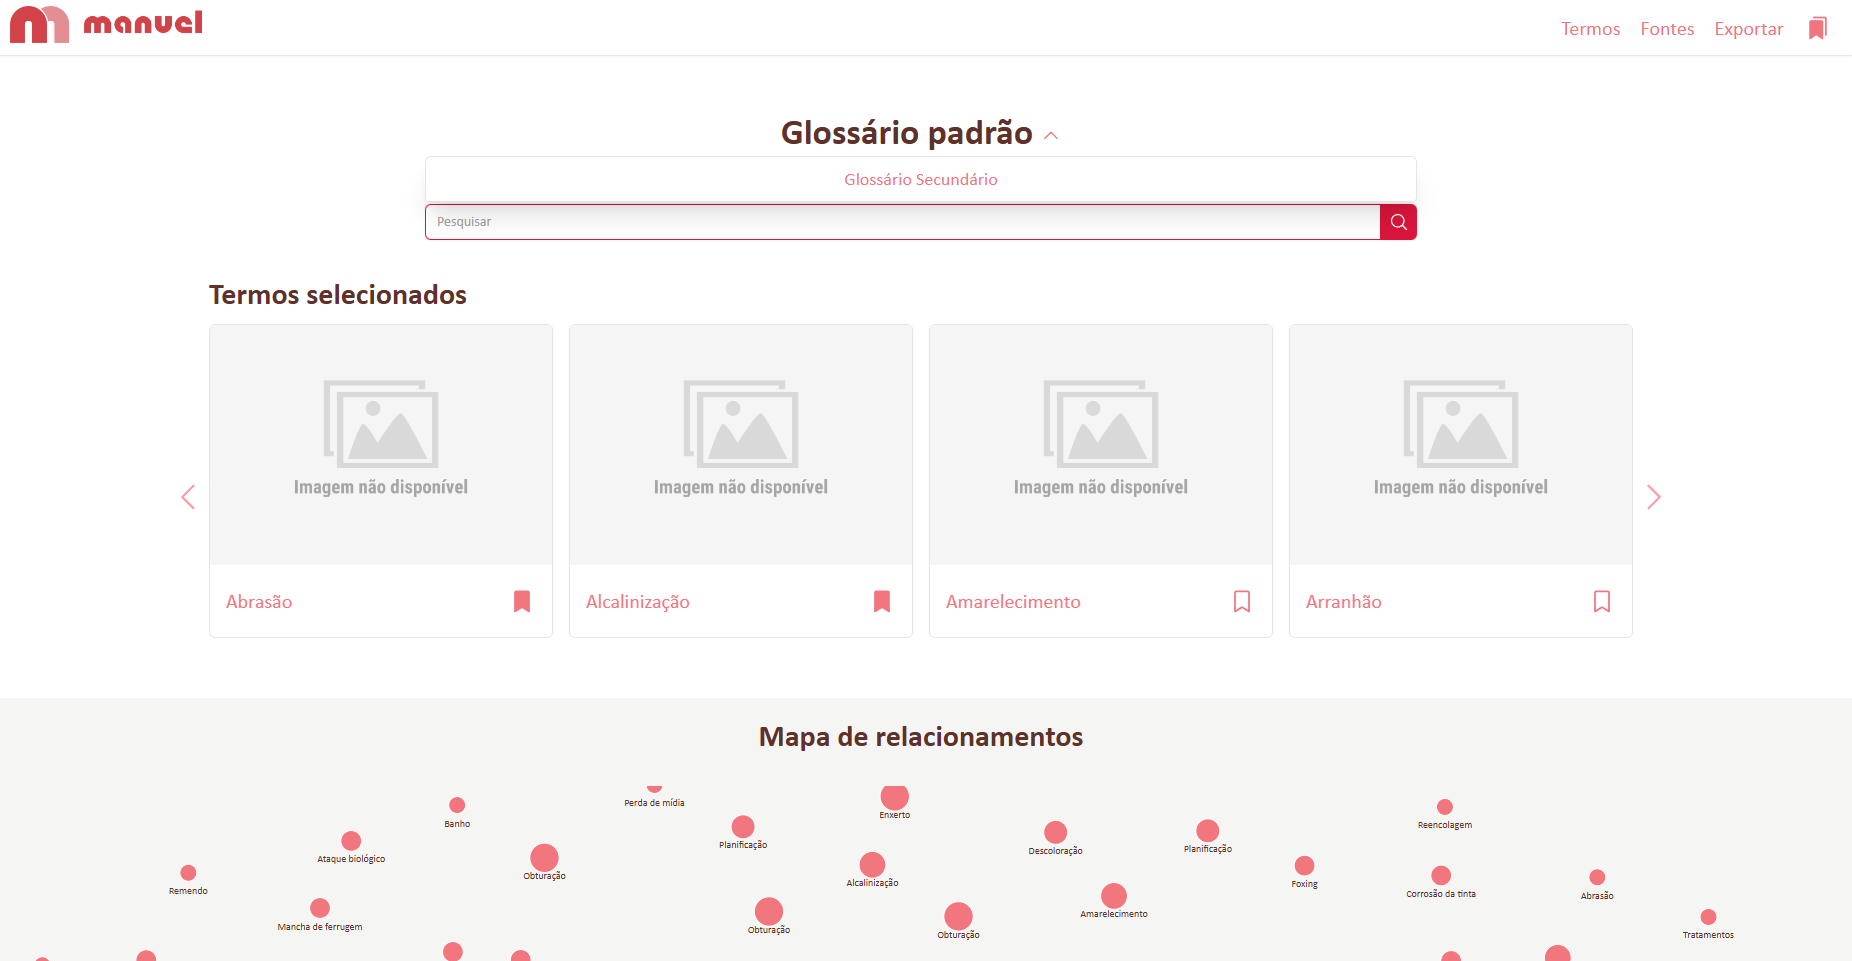 manuel
Termos Fontes Exportar
Glossário padrão
Glossário Secundário
Pesquisar
Termos selecionados
Imagem não disponível
Imagem não disponível
Imagem não disponível
Imagem não disponível
Abrasão
Alcalinização
Amarelecimento
Arranhão
Mapa de relacionamentos
Perda de mídia
Enxerto
Banho
Reencolagem
Planificação
Planificação
Descoloração
Ataque biológico
Obturação
Alcalinização
Foxing
Remendo
Corrosão da tinta
Abrasão
Amarelecimento
Mancha de ferrugem
Obturação
Obturação
Tratamentos